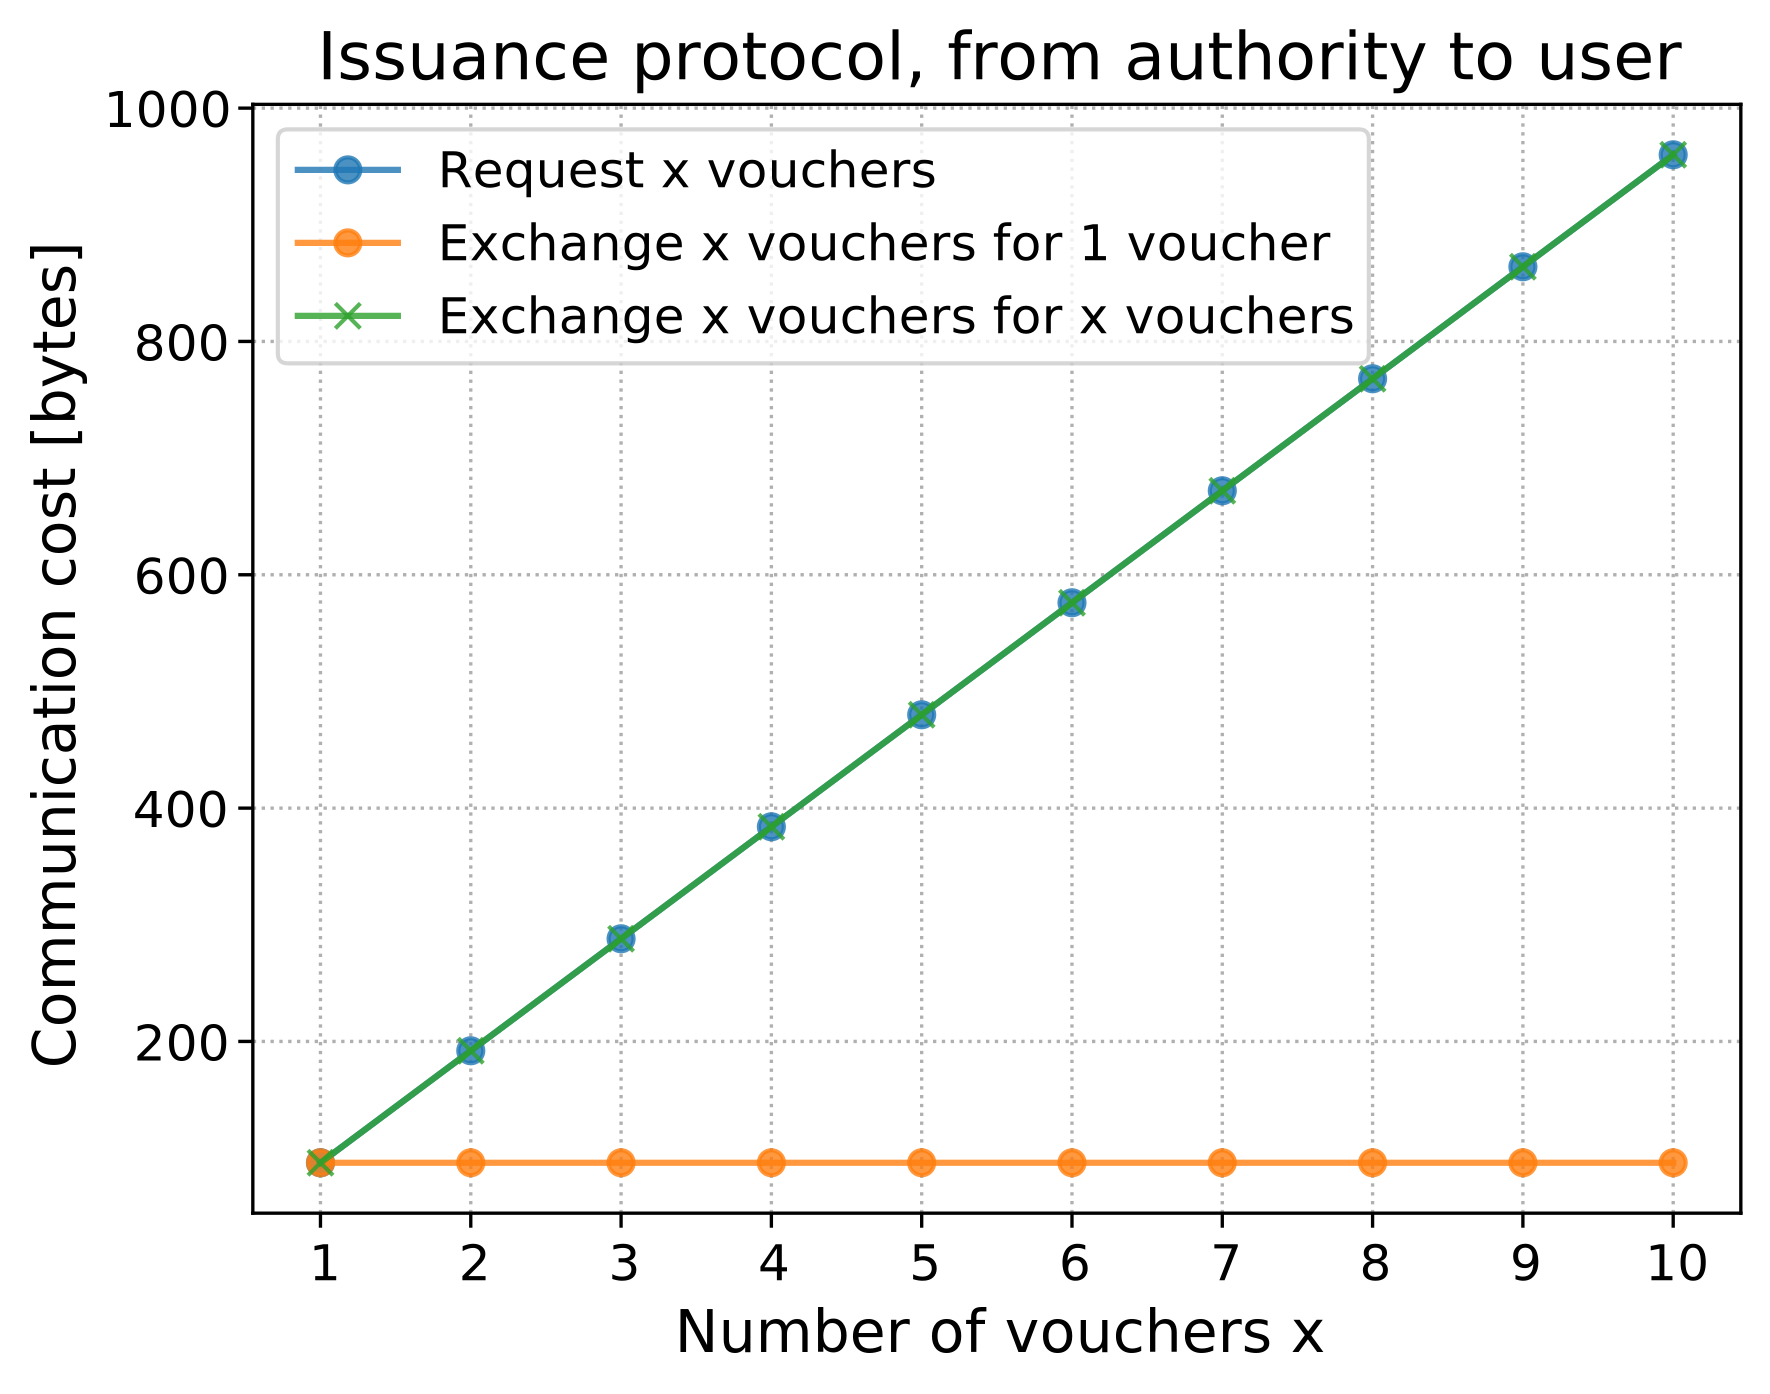 Issuance protocol, from authority to user
Communication cost [bytes]
1000
800
600
400
200
Request x vouchers
Exchange x vouchers for 1 voucher
Exchange x vouchers for x vouchers
1 2 3 4 5 6 7 8 9 10
Number of vouchers x